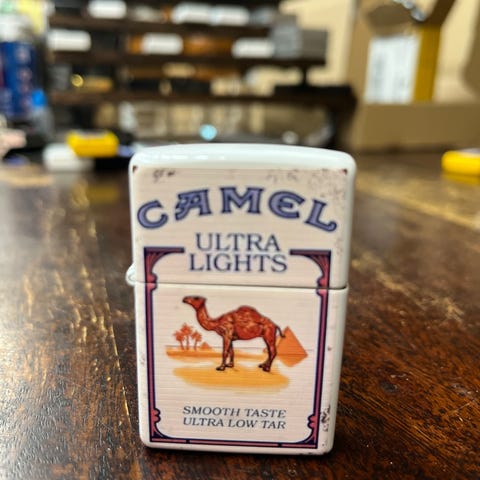 CAMEL
ULTRA
LIGHTS
SMOOTH TASTE
ULTRA LOW TAR